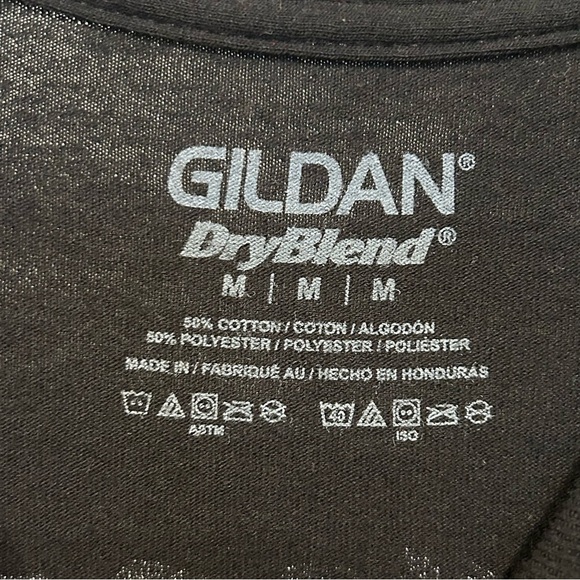 GILDAN®
DryBlend®
M | M | M
50% COTTON / COTON / ALGODÓN
50% POLYESTER / POLYESTER / POLIÉSTER
MADE IN / FABRIQUÉ AU / HECHO EN HONDURAS
40
ASTM ISO